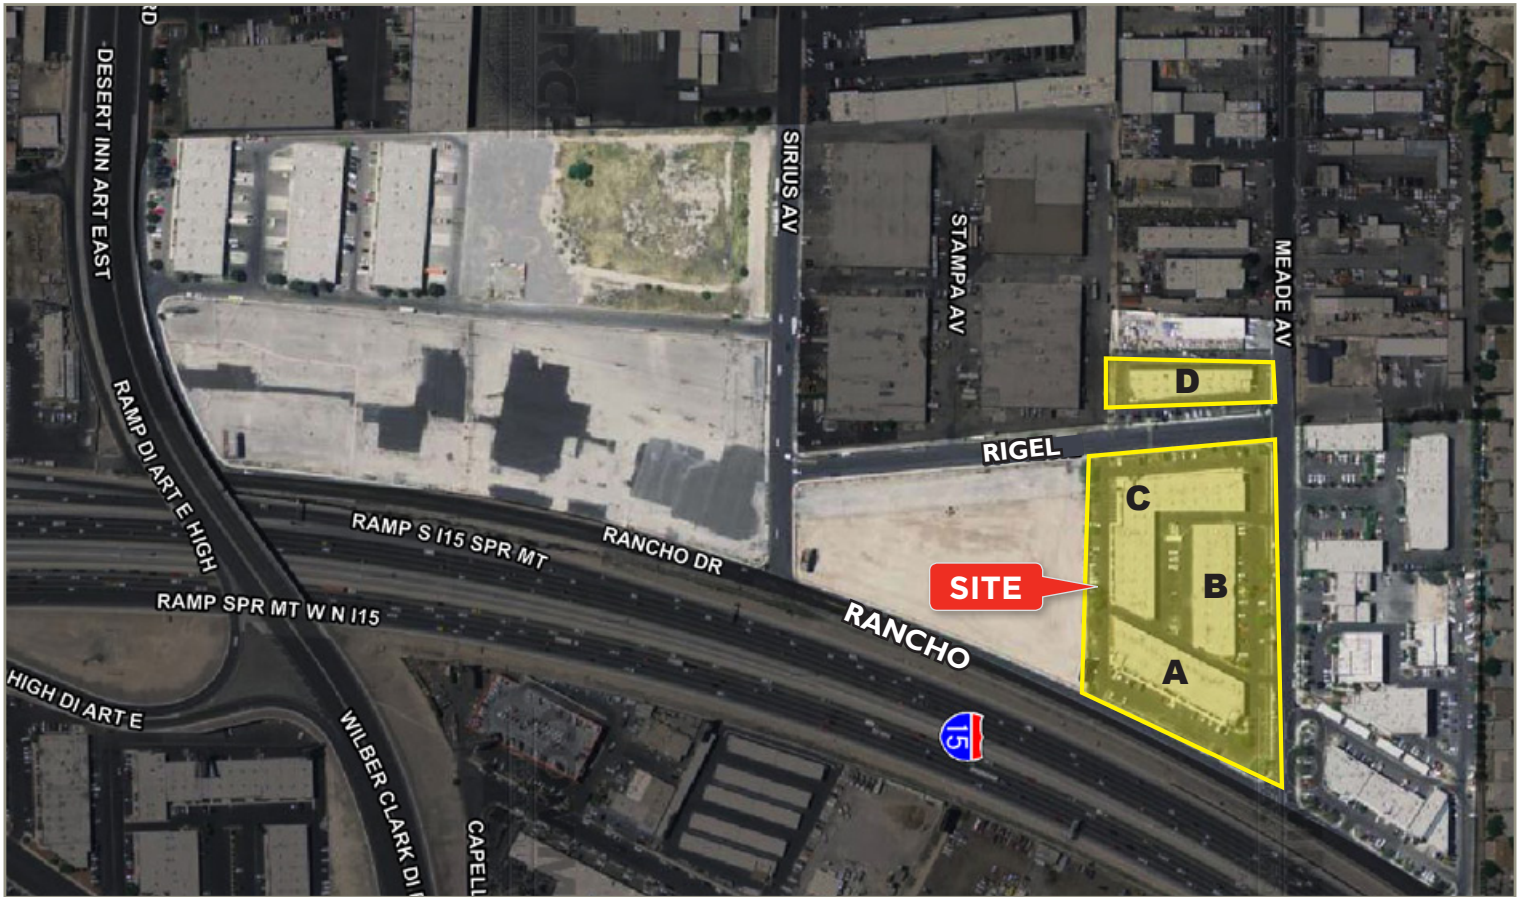 RD
DESERT INN ART EAST
SIRIUS AV
STAMPA AV
MEADE AV
D
RAMP DI ART E HIGH
RIGEL
C
RAMP S I15 SPR MT
RANCHO DR
SITE
B
RAMP SPR MT W N I15
RANCHO
A
HIGH DI ART E
15
WILBER CLARK DI
CAPELL